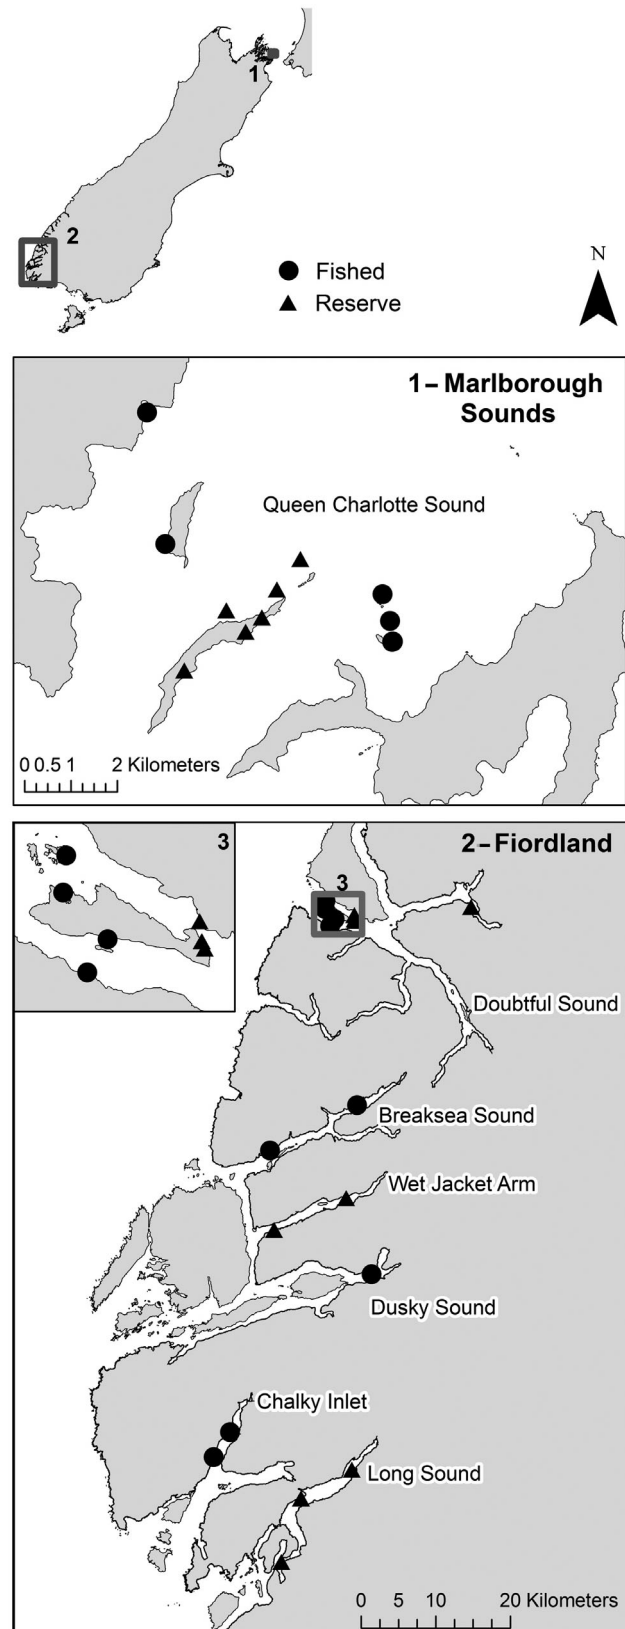 1
2
N
Fished
Reserve
1 – Marlborough
Sounds
Queen Charlotte Sound
0 0.5 1 2 Kilometers
3
2 – Fiordland
3
Doubtful Sound
Breaksea Sound
Wet Jacket Arm
Dusky Sound
Chalky Inlet
Long Sound
0 5 10 20 Kilometers